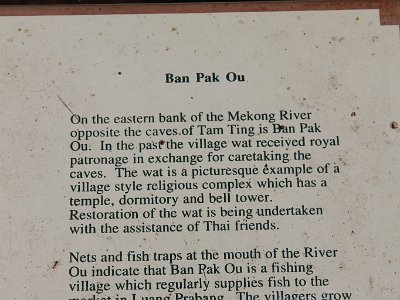 Ban Pak Ou
On the eastern bank of the Mekong River
opposite the caves of Tam Ting is Ban Pak
Ou. In the past the village wat received royal
patronage in exchange for caretaking the
caves. The wat is a picturesque example of a
village style religious complex which has a
temple, dormitory and bell tower.
Restoration of the wat is being undertaken
with the assistance of Thai friends.
Nets and fish traps at the mouth of the River
Ou indicate that Ban Pak Ou is a fishing
village which regularly supplies fish to the
market in Luang Prabang. The villagers grow